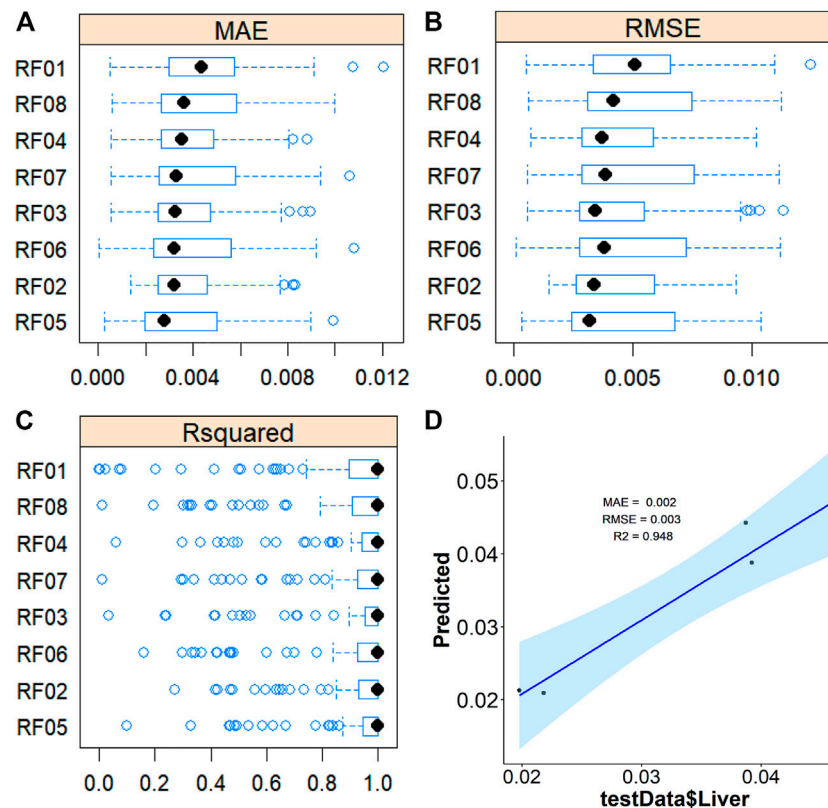 A
MAE
RF01
RF08
RF04
RF07
RF03
RF06
RF02
RF05
0.000
0.004
0.008
0.012
B
RMSE
RF01
RF08
RF04
RF07
RF03
RF06
RF02
RF05
0.000
0.005
0.010
C
Rsquared
RF01
RF08
RF04
RF07
RF03
RF06
RF02
RF05
0.0 0.2 0.4 0.6 0.8 1.0
D
MAE = 0.002
RMSE = 0.003
R2 = 0.948
Predicted
0.05
0.04
0.03
0.02
0.02 0.03 0.04
testData$Liver